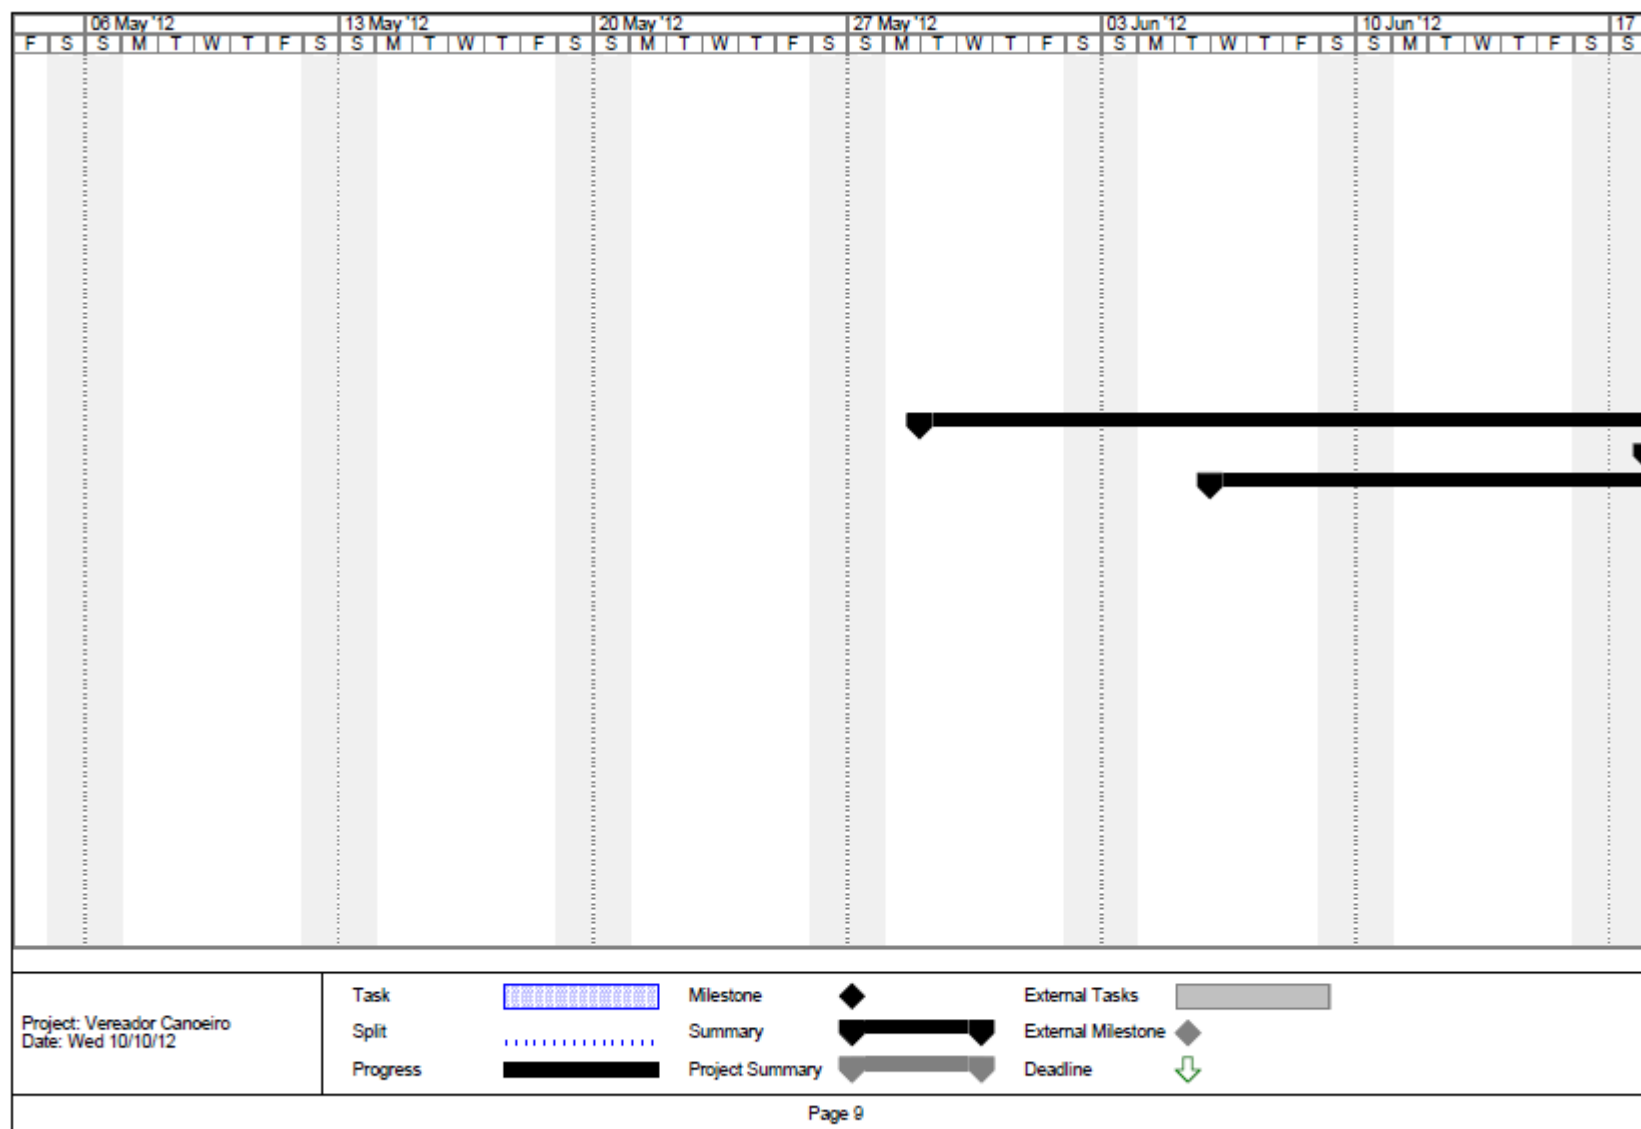 06 May '12 13 May '12 20 May '12 27 May '12 03 Jun '12 10 Jun '12 17
F S S M T W T F S S M T W T F S S M T W T F S S M T W T F S S M T W T F S S M T W T F S S
Task Milestone External Tasks
Project: Vereador Canoeiro
Date: Wed 10/10/12
Split Summary External Milestone
Progress Project Summary Deadline
Page 9